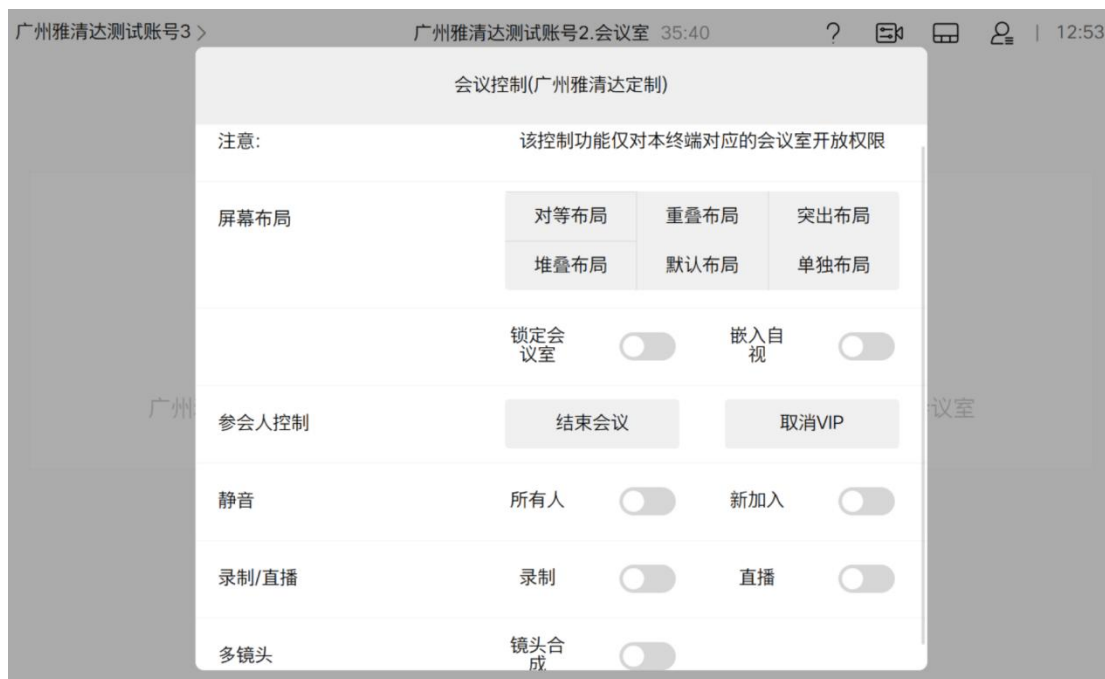 广州雅清达测试账号3 >
广州雅清达测试账号2.会议室 35:40
? | 12:53
会议控制(广州雅清达定制)
注意: 该控制功能仅对本终端对应的会议室开放权限
屏幕布局 对等布局 重叠布局 突出布局
堆叠布局 默认布局 单独布局
锁定会
议室
嵌入自
视
广州
议室
参会人控制 结束会议 取消VIP
静音 所有人 新加入
录制/直播 录制 直播
多镜头 镜头合
成